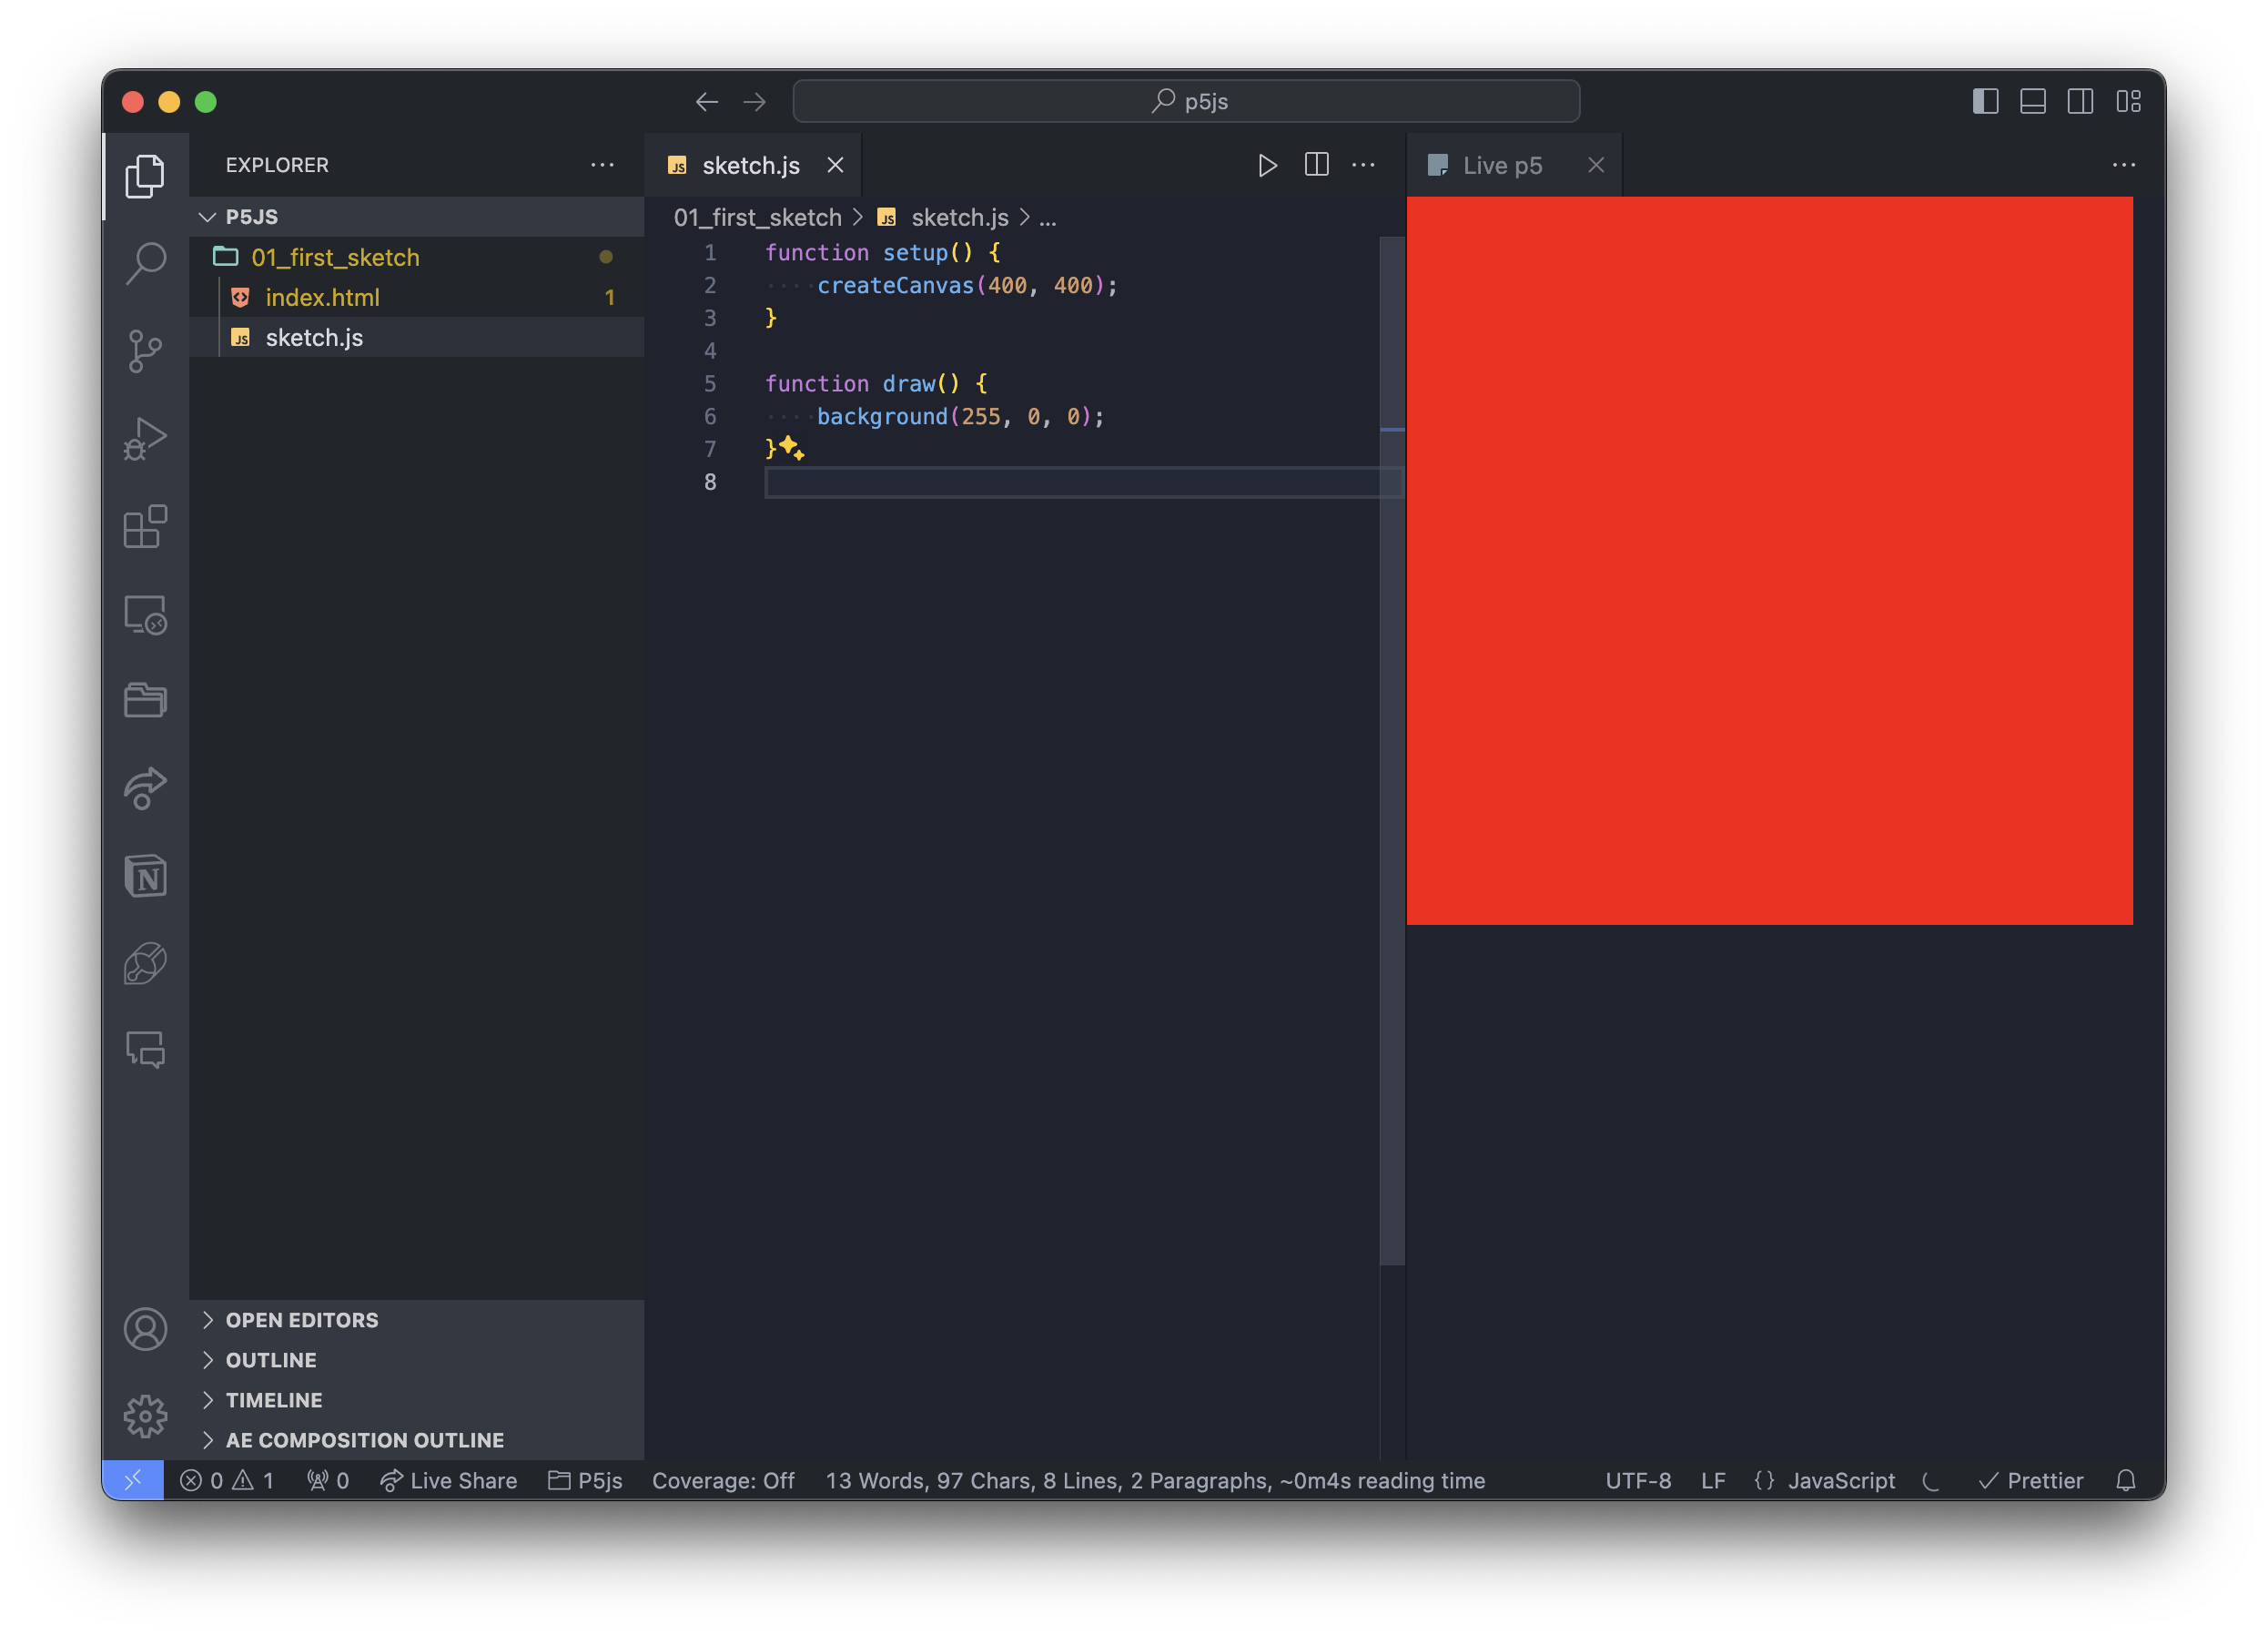 p5js
EXPLORER
P5JS
01_first_sketch
index.html 1
sketch.js
OPEN EDITORS
OUTLINE
TIMELINE
AE COMPOSITION OUTLINE
JS sketch.js
01_first_sketch > JS sketch.js > ...
1 function setup() {
2 ····createCanvas(400, 400);
3 }
4
5 function draw() {
6 ····background(255, 0, 0);
7 }
8
Live p5
0 1 0 Live Share P5js Coverage: Off 13 Words, 97 Chars, 8 Lines, 2 Paragraphs, ~0m4s reading time UTF-8 LF {} JavaScript Prettier